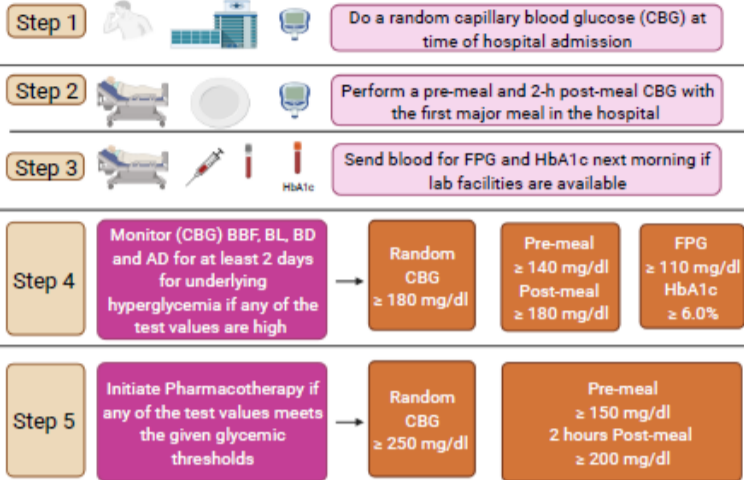 Step 1
Do a random capillary blood glucose (CBG) at
time of hospital admission
Step 2
Perform a pre-meal and 2-h post-meal CBG with
the first major meal in the hospital
Step 3
HbA1c
Send blood for FPG and HbA1c next morning if
lab facilities are available
Step 4
Monitor (CBG) BBF, BL, BD
and AD for at least 2 days
for underlying
hyperglycemia if any of the
test values are high
Random
CBG
≥ 180 mg/dl
Pre-meal
≥ 140 mg/dl
Post-meal
≥ 180 mg/dl
FPG
≥ 110 mg/dl
HbA1c
≥ 6.0%
Step 5
Initiate Pharmacotherapy if
any of the test values meets
the given glycemic
thresholds
Random
CBG
≥ 250 mg/dl
Pre-meal
≥ 150 mg/dl
2 hours Post-meal
≥ 200 mg/dl